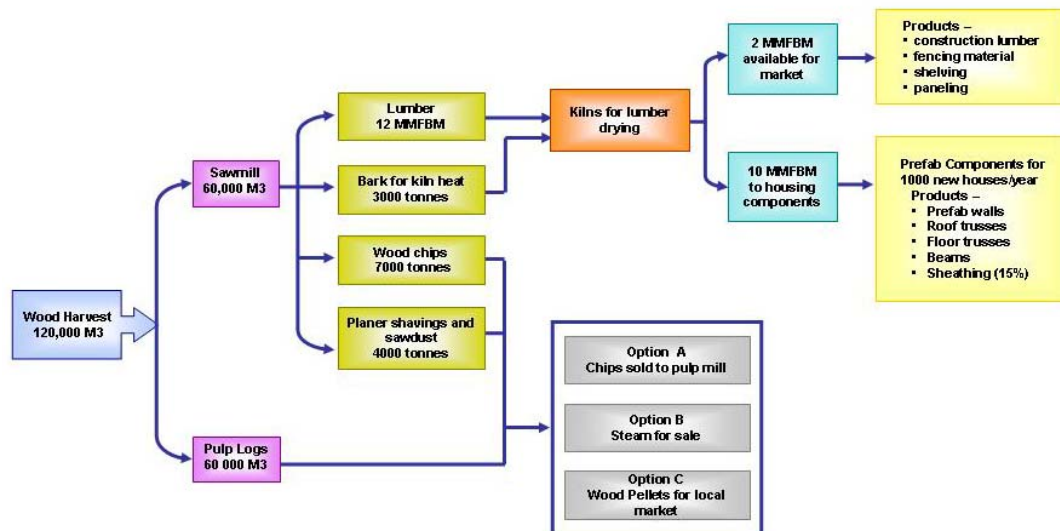 Wood Harvest
120,000 M3
Sawmill
60,000 M3
Pulp Logs
60 000 M3
Lumber
12 MMFBM
Bark for kiln heat
3000 tonnes
Wood chips
7000 tonnes
Planer shavings and
sawdust
4000 tonnes
Kilns for lumber
drying
2 MMFBM
available for
market
10 MMFBM
to housing
components
Products –
• construction lumber
• fencing material
• shelving
• paneling
Prefab Components for
1000 new houses/year
Products –
• Prefab walls
• Roof trusses
• Floor trusses
• Beams
• Sheathing (15%)
Option A
Chips sold to pulp mill
Option B
Steam for sale
Option C
Wood Pellets for local
market